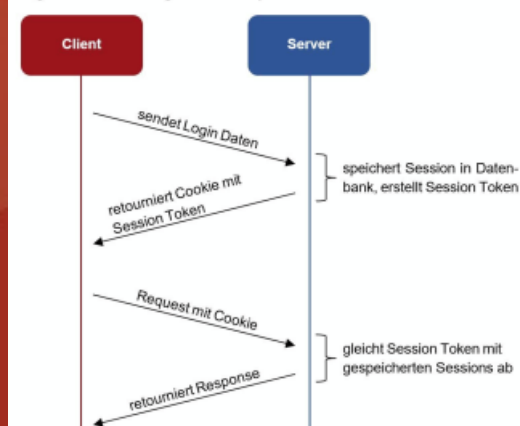 Client
Server
sendet Login Daten
speichert Session in Daten-
bank, erstellt Session Token
retourniert Cookie mit
Session Token
Request mit Cookie
gleicht Session Token mit
gespeicherten Sessions ab
retourniert Response